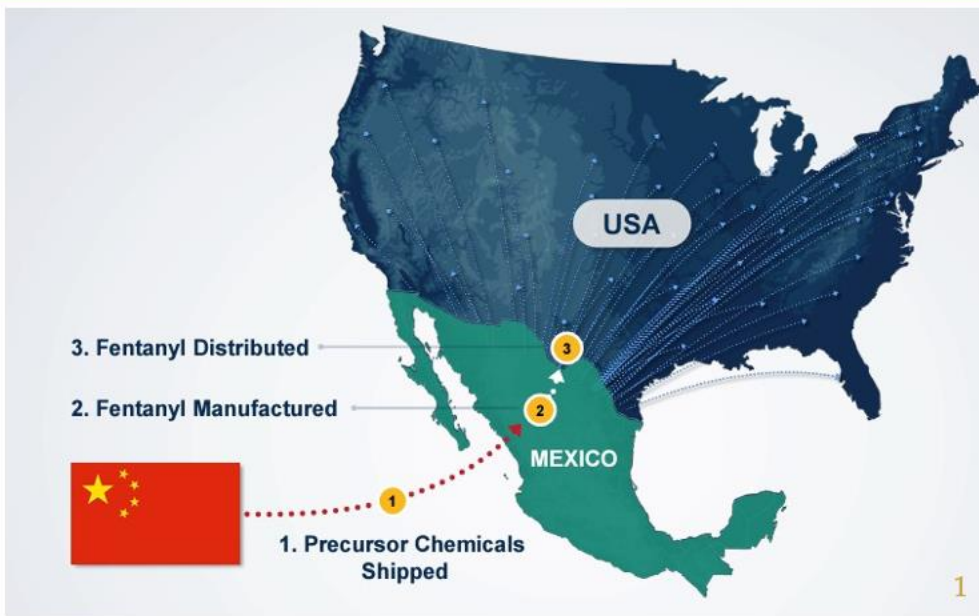 USA
3. Fentanyl Distributed
3
2. Fentanyl Manufactured
2
MEXICO
1
1. Precursor Chemicals
Shipped
1